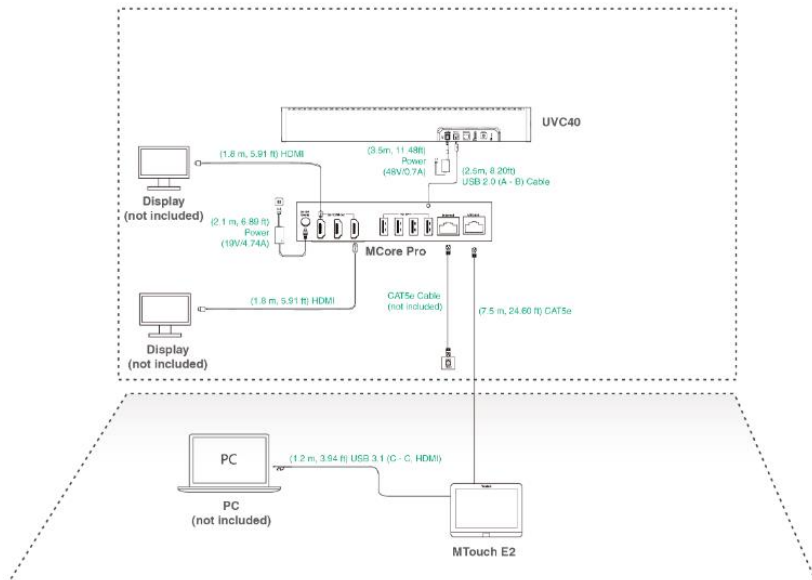 UVC40
(3.5m, 11.48ft)
Power
(48V/0.7A)
(2.5m, 8.20ft)
USB 2.0 (A - B) Cable
(1.8 m, 5.91 ft) HDMI
Display
(not included)
(2.1 m, 6.89 ft)
Power
(19V/4.74A)
MCore Pro
(1.8 m, 5.91 ft) HDMI
Display
(not included)
CAT5e Cable
(not included)
(7.5 m, 24.60 ft) CAT5e
PC
(1.2 m, 3.94 ft) USB 3.1 (C - C, HDMI)
PC
(not included)
MTouch E2